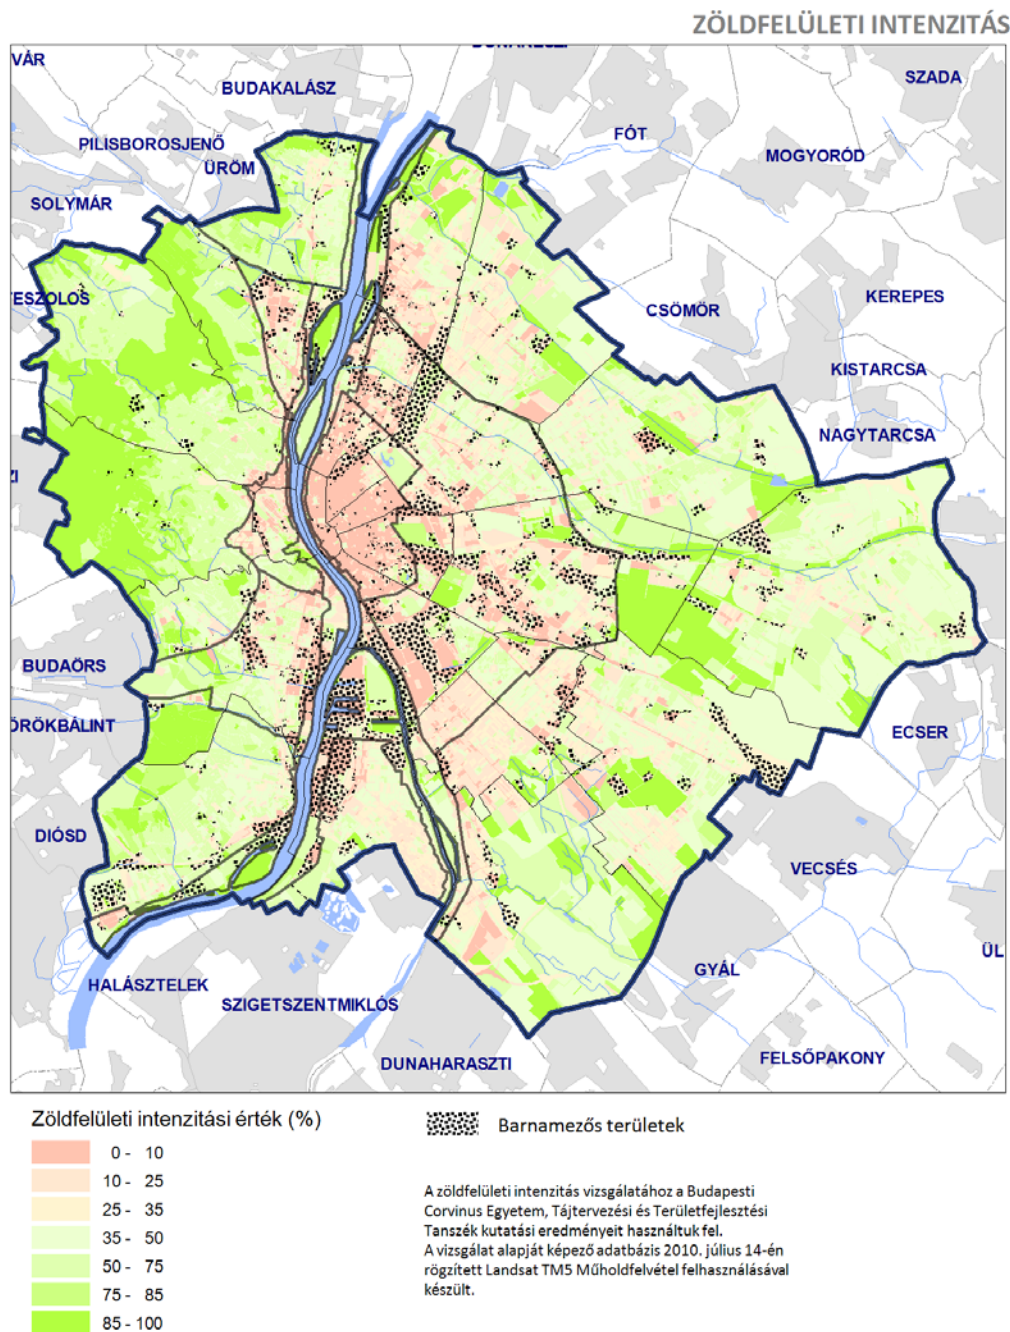 ZÖLDFELÜLETI INTENZITÁS
VÁR
BUDAKALÁSZ
SZADA
PILISBOROSJENŐ
FÓT
MOGYORÓD
ÜRÖM
SOLYMÁR
KEREPES
CSÖMÖR
KISTARCSA
NAGYTARCSA
BUDAÖRS
ECSER
DIÓSD
VECSÉS
ÜL
GYÁL
HALÁSZTELEK
SZIGETSZENTMIKLÓS
FELSŐPAKONY
DUNAHARASZTI
Zöldfelületi intenzitási érték (%)
0 - 10
10 - 25
25 - 35
35 - 50
50 - 75
75 - 85
85 - 100
Barnamezős területek
A zöldfelületi intenzitás vizsgálatához a Budapesti
Corvinus Egyetem, Tájtervezési és Területfejlesztési
Tanszék kutatási eredményeit használtuk fel.
A vizsgálat alapját képező adatbázis 2010. július 14-én
rögzített Landsat TM5 Műholdfelvétel felhasználásával
készült.